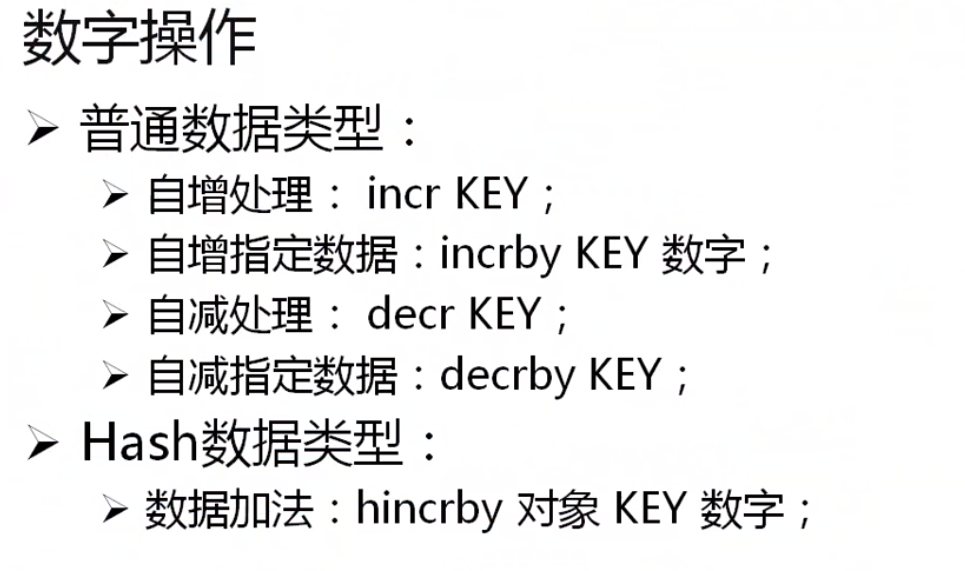 数字操作
➢ 普通数据类型：
➢ 自增处理： incr KEY；
➢ 自增指定数据：incrby KEY 数字；
➢ 自减处理： decr KEY；
➢ 自减指定数据：decrby KEY；
➢ Hash数据类型：
➢ 数据加法：hincrby 对象 KEY 数字；